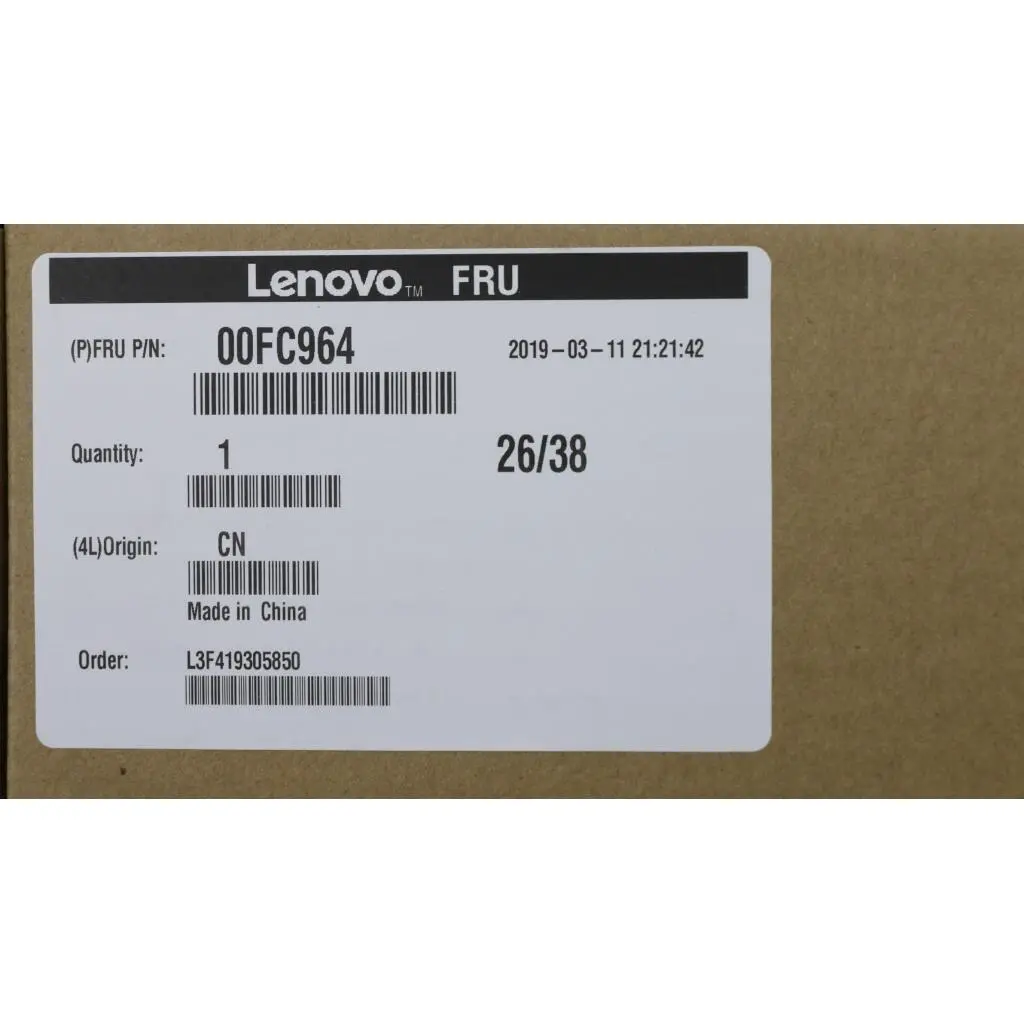 Lenovo™ FRU
(P)FRU P/N: 00FC964 2019-03-11 21:21:42
Quantity: 1 26/38
(4L)Origin: CN
Made in China
Order: L3F419305850